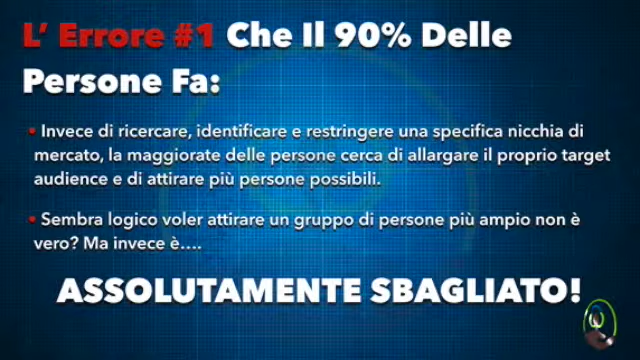 L' Errore #1 Che Il 90% Delle
Persone Fa:
• Invece di ricercare, identificare e restringere una specifica nicchia di
mercato, la maggiorate delle persone cerca di allargare il proprio target
audience e di attirare più persone possibili.
• Sembra logico voler attirare un gruppo di persone più ampio non è
vero? Ma invece è....
ASSOLUTAMENTE SBAGLIATO!